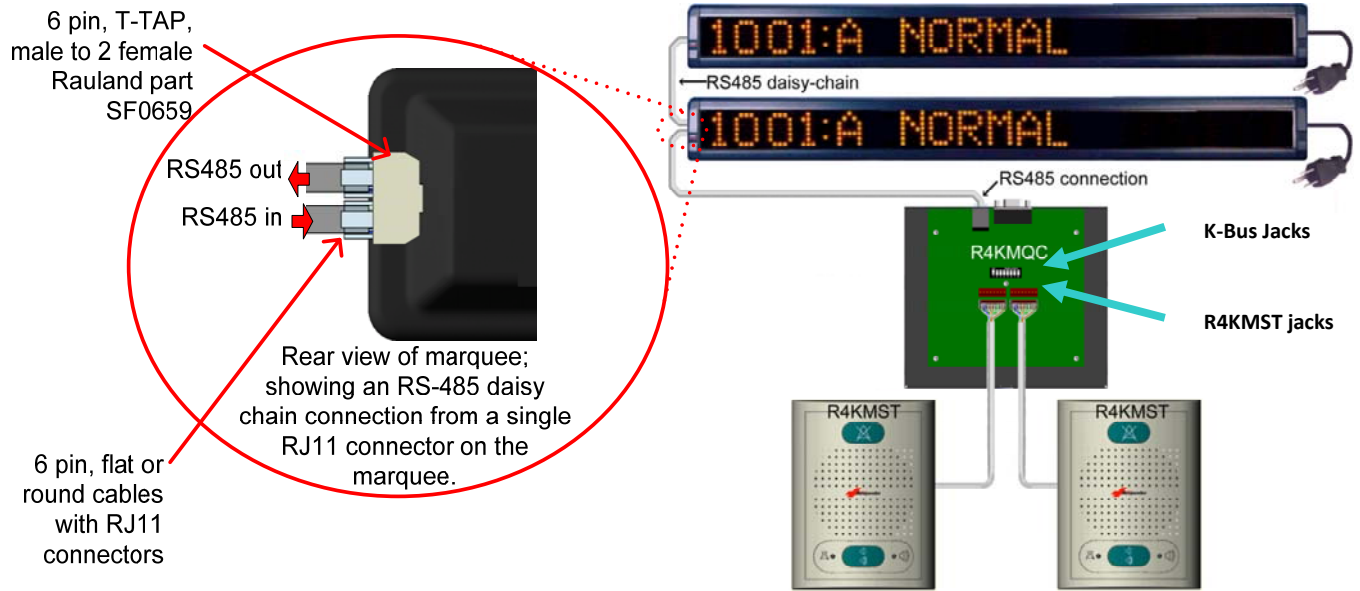 6 pin, T-TAP,
male to 2 female
Rauland part
SF0659
RS485 out
RS485 in
Rear view of marquee;
showing an RS-485 daisy
chain connection from a single
RJ11 connector on the
marquee.
6 pin, flat or
round cables
with RJ11
connectors
1001:A NORMAL
RS485 daisy-chain
1001:A NORMAL
RS485 connection
R4KMQC
K-Bus Jacks
R4KMST jacks
R4KMST
R4KMST